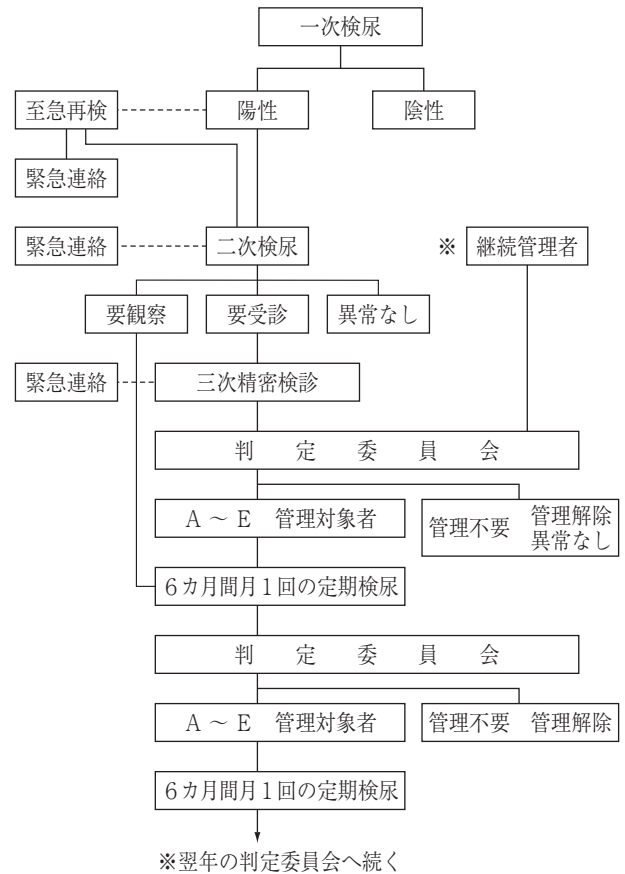 一次検尿
至急再検
陽性
陰性
緊急連絡
緊急連絡
二次検尿
※ 継続管理者
要観察
要受診
異常なし
緊急連絡
三次精密検診
判 定 委 員 会
A～E 管理対象者
管理不要 管理解除
異常なし
6カ月間月1回の定期検尿
判 定 委 員 会
A～E 管理対象者
管理不要 管理解除
6カ月間月1回の定期検尿
※翌年の判定委員会へ続く